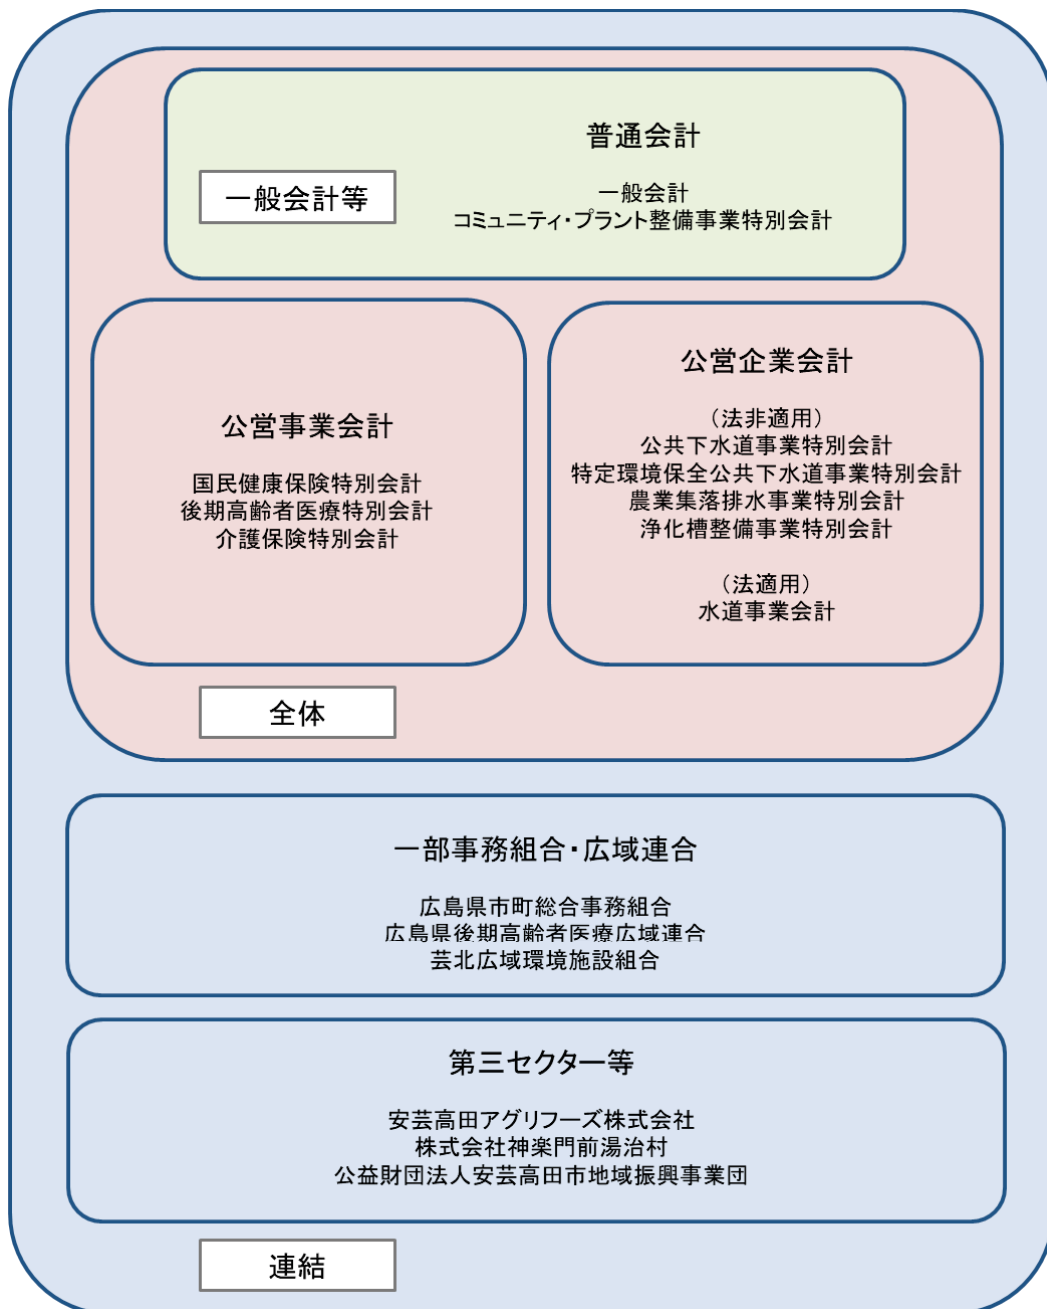 普通会計
一般会計等
一般会計
コミュニティ・プラント整備事業特別会計
公営事業会計
国民健康保険特別会計
後期高齢者医療特別会計
介護保険特別会計
公営企業会計
（法非適用）
公共下水道事業特別会計
特定環境保全公共下水道事業特別会計
農業集落排水事業特別会計
浄化槽整備事業特別会計
（法適用）
水道事業会計
全体
一部事務組合・広域連合
広島県市町総合事務組合
広島県後期高齢者医療広域連合
芸北広域環境施設組合
第三セクター等
安芸高田アグリフーズ株式会社
株式会社神楽門前湯治村
公益財団法人安芸高田市地域振興事業団
連結